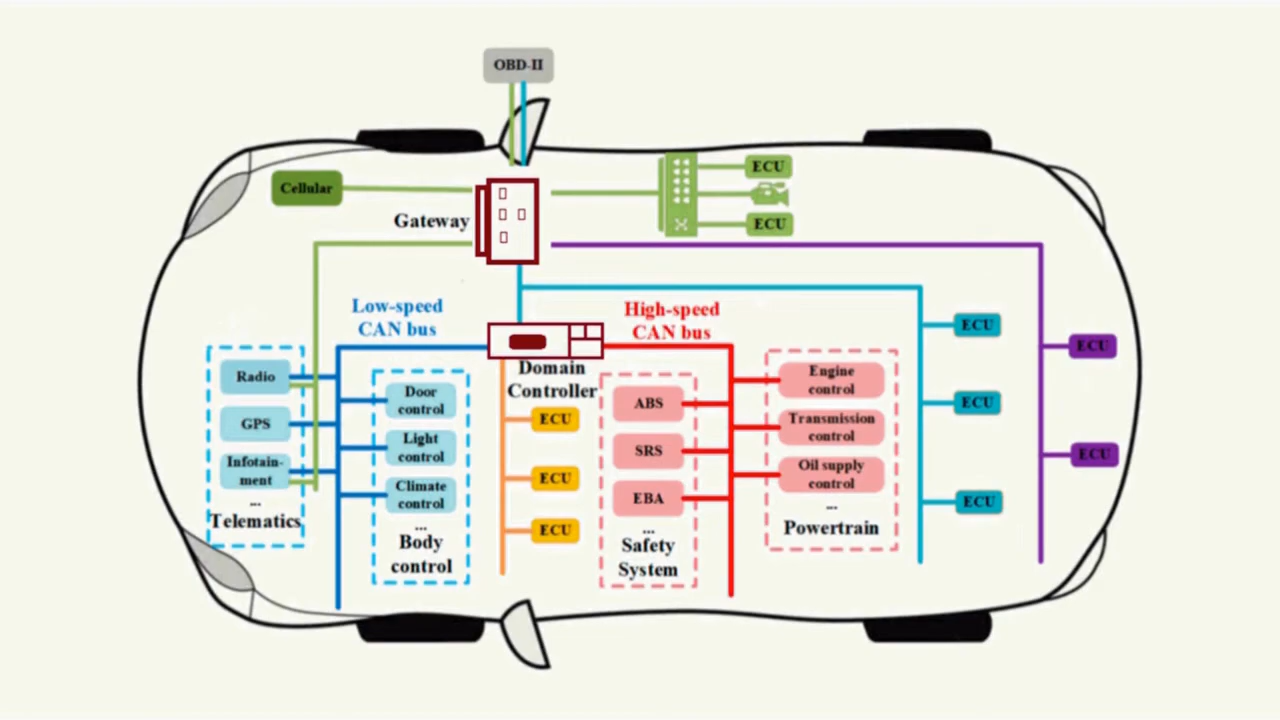 OBD-II
ECU
Cellular
Gateway
ECU
Low-speed
CAN bus
High-speed
CAN bus
ECU
ECU
Radio
GPS
Infotain-
ment
...
Telematics
Door
control
Light
control
Climate
control
...
Body
control
Domain
Controller
ECU
ECU
ECU
ABS
SRS
EBA
...
Safety
System
Engine
control
Transmission
control
Oil supply
control
...
Powertrain
ECU
ECU
ECU